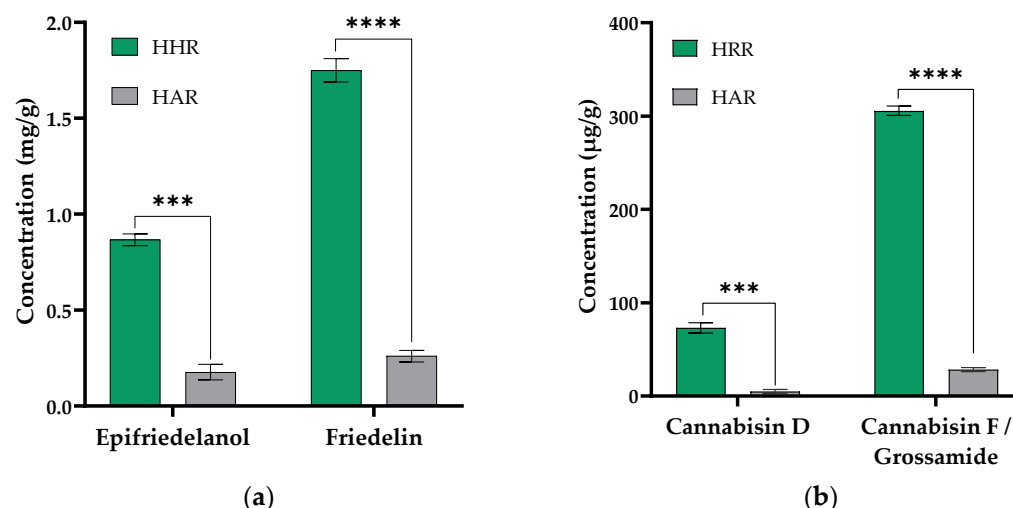 Concentration (mg/g)
2.0
1.5
1.0
0.5
0.0
HHR
HAR
***
****
Epifriedelanol
Friedelin
(a)
Concentration (µg/g)
400
300
200
100
0
HRR
HAR
***
****
Cannabisin D
Cannabisin F /
Grossamide
(b)